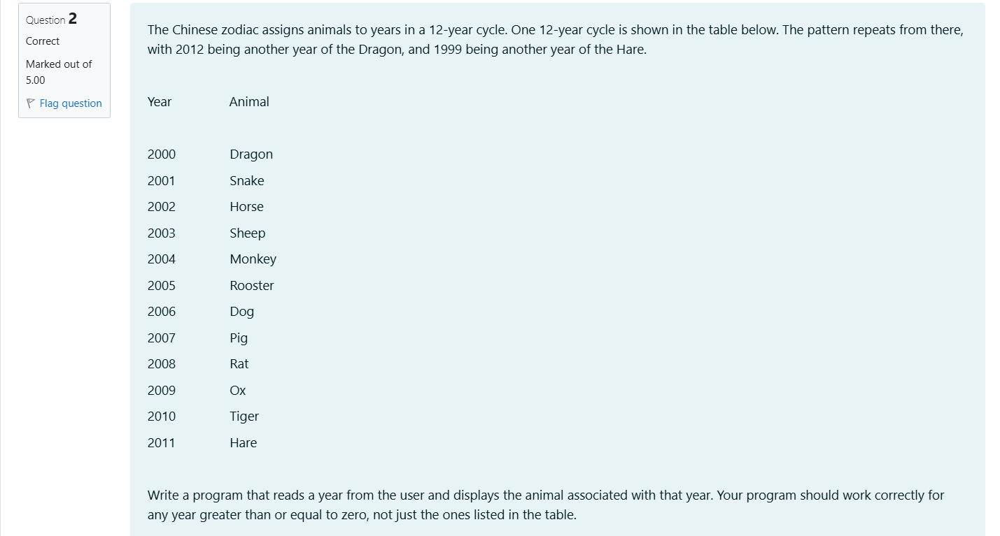 Question 2
Correct
Marked out of
5.00
Flag question
The Chinese zodiac assigns animals to years in a 12-year cycle. One 12-year cycle is shown in the table below. The pattern repeats from there,
with 2012 being another year of the Dragon, and 1999 being another year of the Hare.
Year Animal
2000 Dragon
2001 Snake
2002 Horse
2003 Sheep
2004 Monkey
2005 Rooster
2006 Dog
2007 Pig
2008 Rat
2009 Ox
2010 Tiger
2011 Hare
Write a program that reads a year from the user and displays the animal associated with that year. Your program should work correctly for
any year greater than or equal to zero, not just the ones listed in the table.